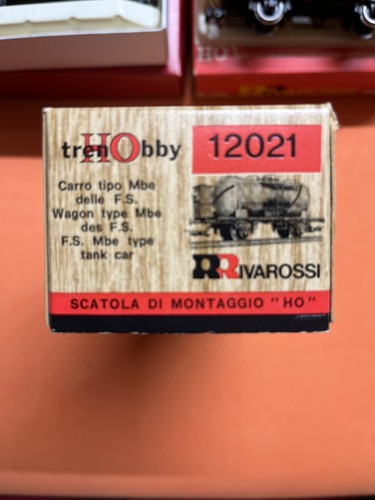 HO
trenHObby
12021
Carro tipo Mbe
delle F.S.
Wagon type Mbe
des F.S.
F.S. Mbe type
tank car
RRIVAROSSI
SCATOLA DI MONTAGGIO "HO"